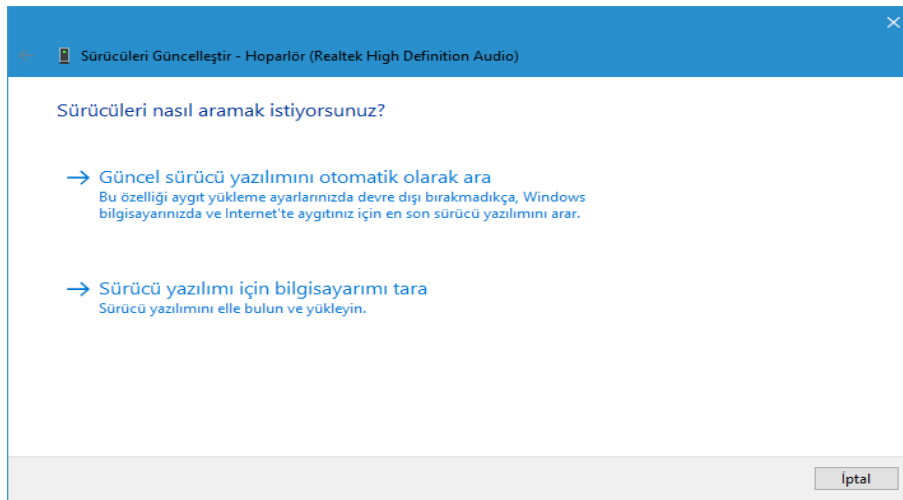 Sürücüleri Güncelleştir - Hoparlör (Realtek High Definition Audio)
Sürücüleri nasıl aramak istiyorsunuz?
Güncel sürücü yazılımını otomatik olarak ara
Bu özelliği aygıt yükleme ayarlarınızda devre dışı bırakmadıkça, Windows
bilgisayarınızda ve Internet'te aygıtınız için en son sürücü yazılımını arar.
Sürücü yazılımı için bilgisayarımı tara
Sürücü yazılımını elle bulun ve yükleyin.
İptal